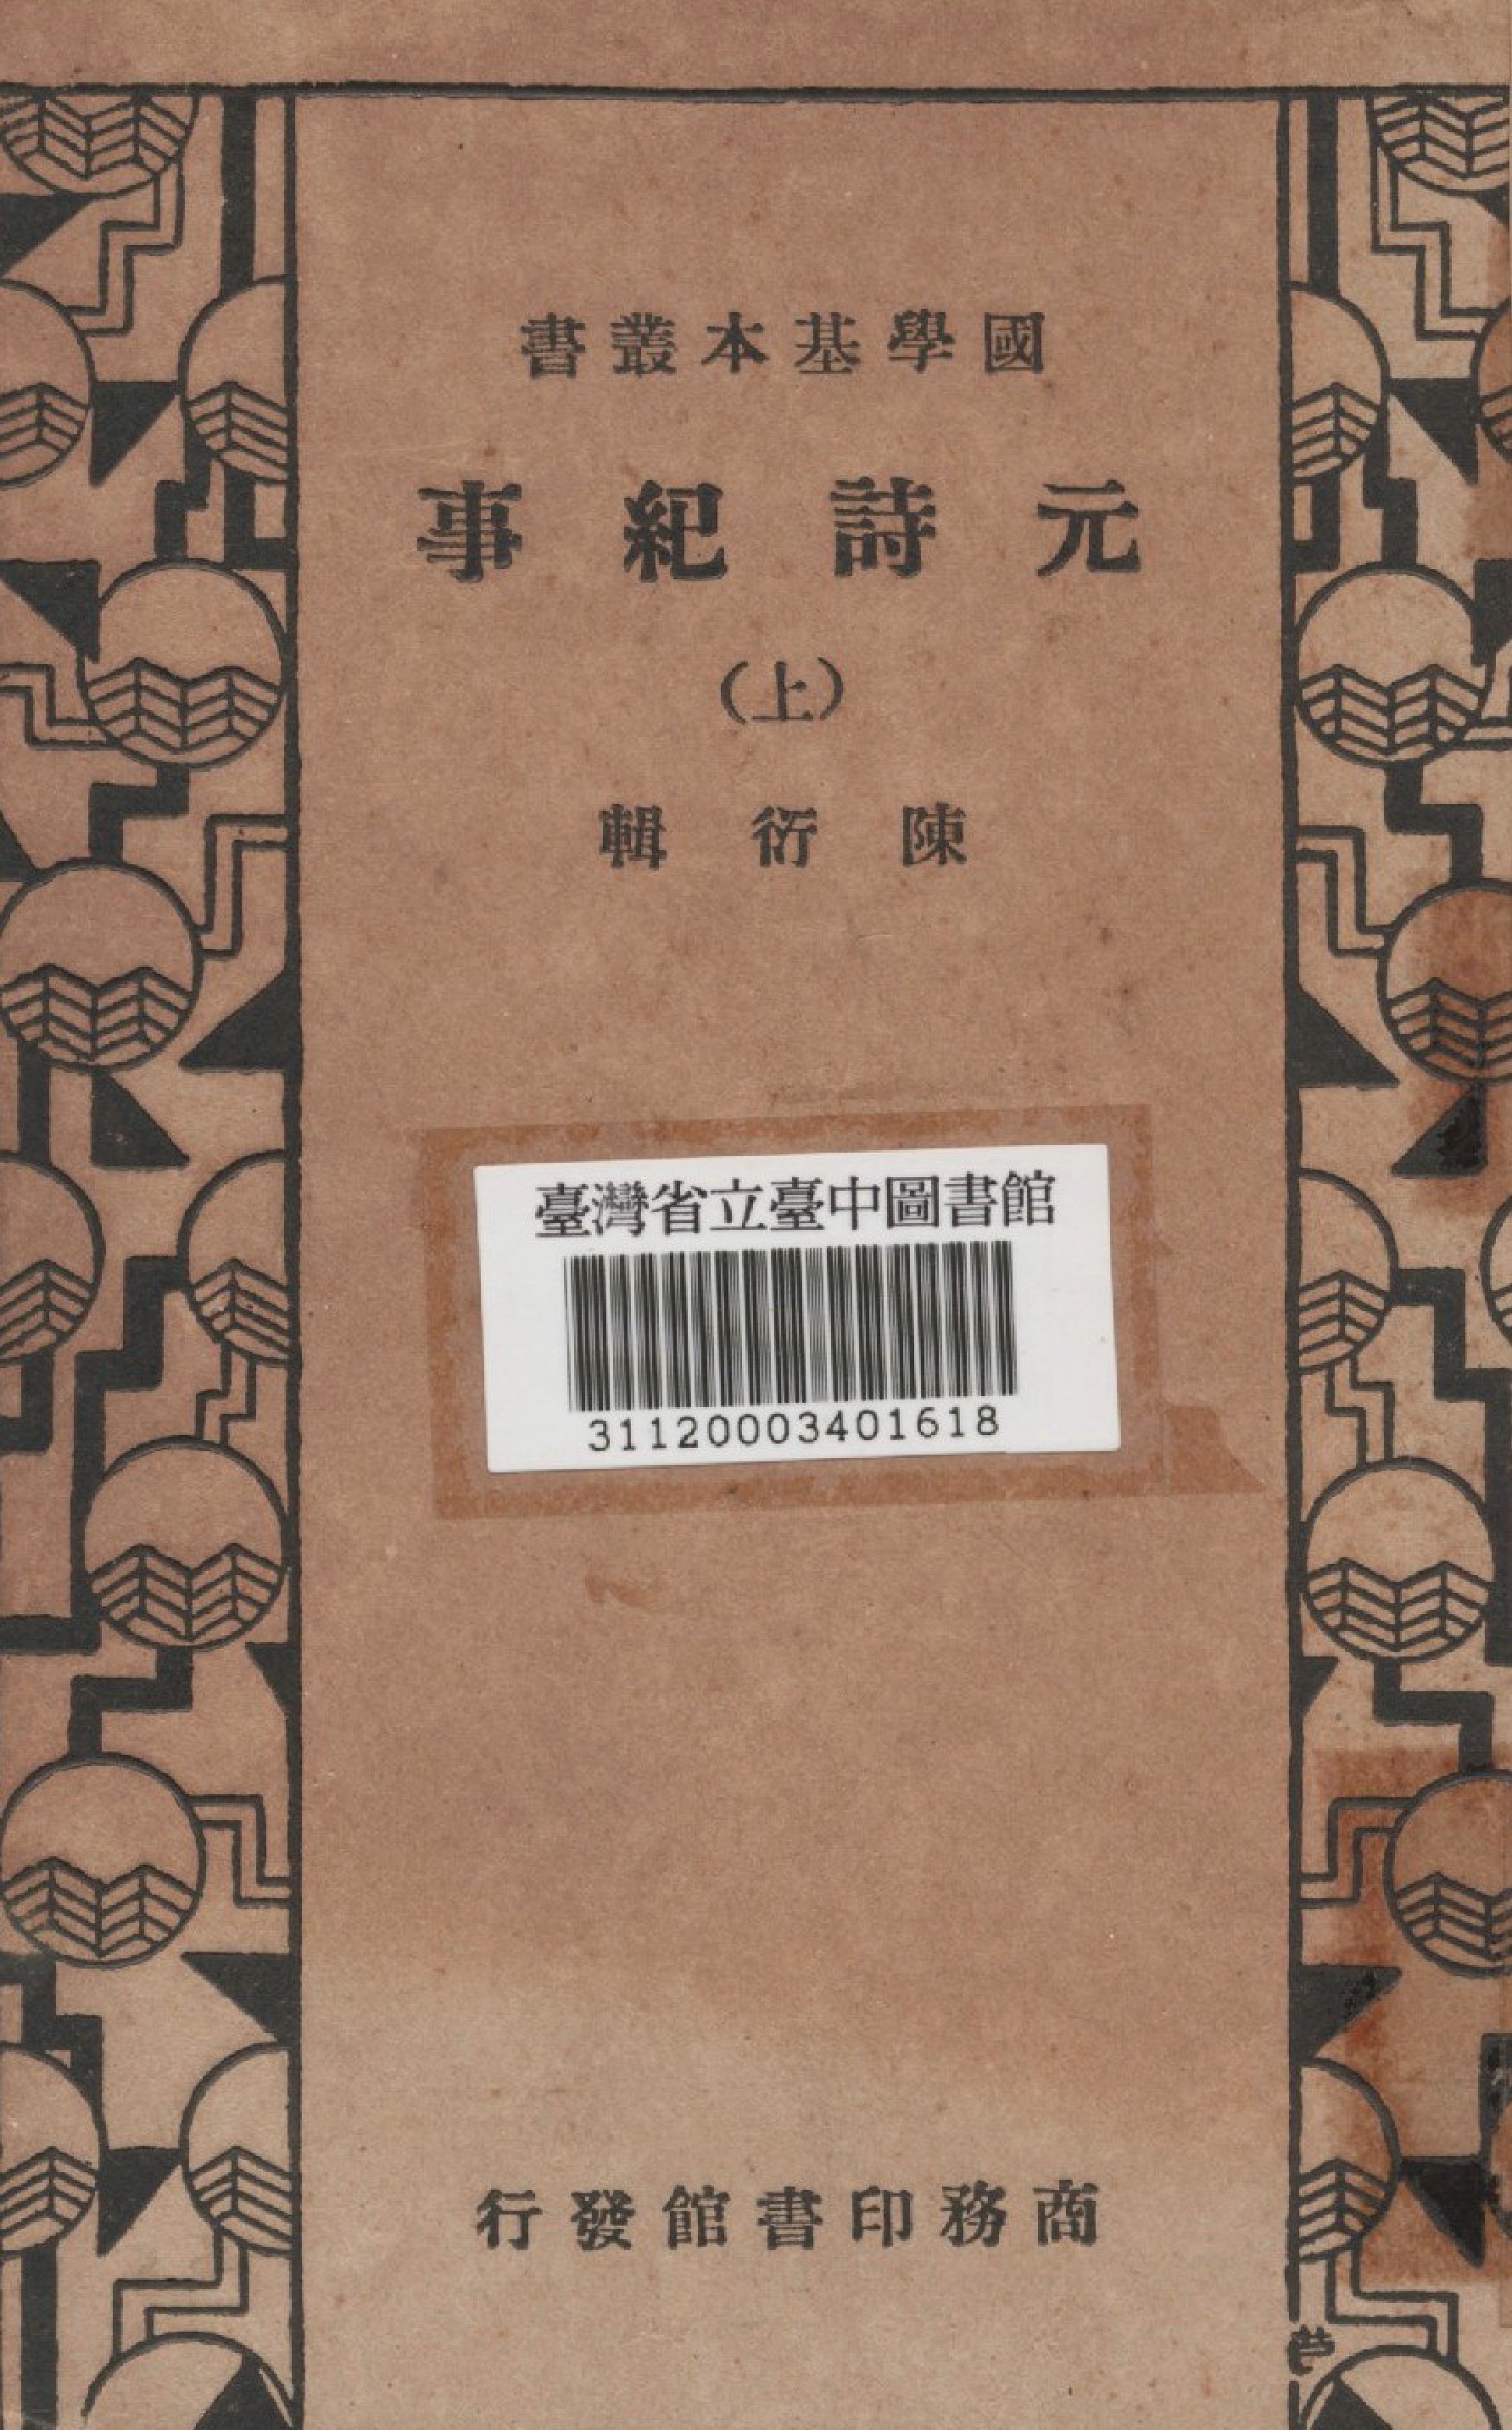 國學基本叢書
元詩紀事
(上)
陳衍輯
臺灣省立臺中圖書館
31120003401618
商務印書館發行